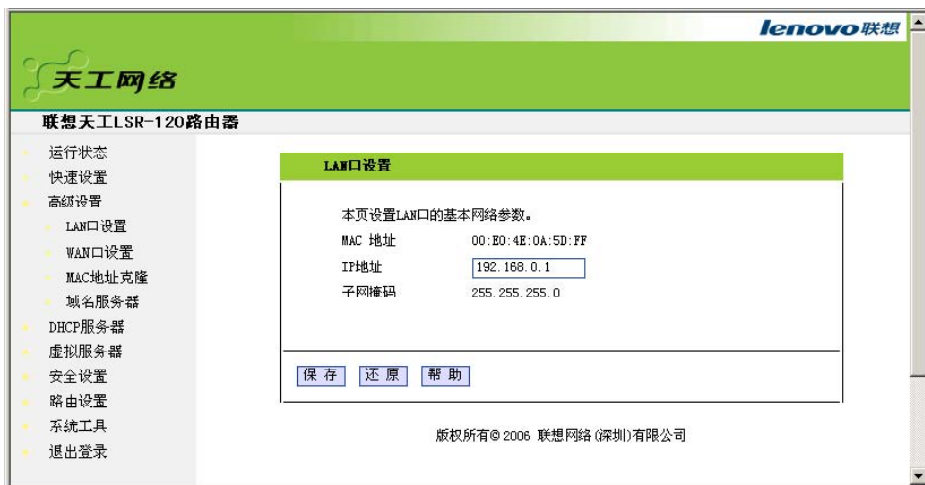 lenovo联想
天工网络
联想天工LSR-120路由器
运行状态
快速设置
高级设置
LAN口设置
WAN口设置
MAC地址克隆
域名服务器
DHCP服务器
虚拟服务器
安全设置
路由设置
系统工具
退出登录
LAN口设置
本页设置LAN口的基本网络参数。
MAC 地址 00:E0:4E:0A:5D:FF
IP地址 192.168.0.1
子网掩码 255.255.255.0
保 存 还 原 帮 助
版权所有©2006 联想网络(深圳)有限公司